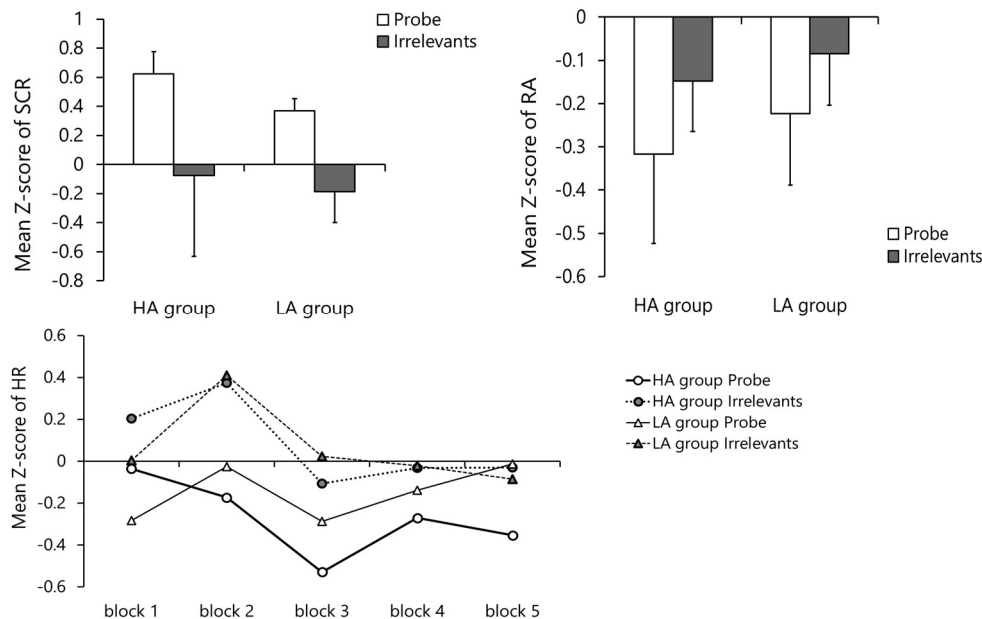 Mean Z-score of SCR
1
0.8
0.6
0.4
0.2
0
-0.2
-0.4
-0.6
-0.8
Probe
Irrelevants
HA group
LA group
Mean Z-score of RA
-0
-0.1
-0.2
-0.3
-0.4
-0.5
-0.6
Probe
Irrelevants
HA group
LA group
Mean Z-score of HR
0.6
0.4
0.2
0
-0.2
-0.4
-0.6
block 1
block 2
block 3
block 4
block 5
HA group Probe
HA group Irrelevants
LA group Probe
LA group Irrelevants